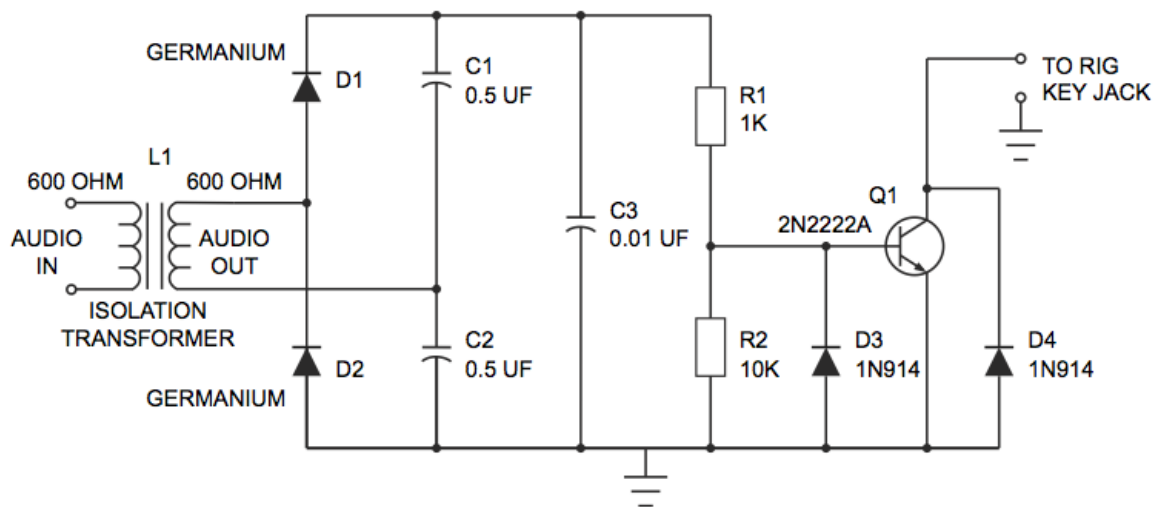 GERMANIUM
D1
C1
0.5 UF
R1
1K
TO RIG
KEY JACK
L1
600 OHM
600 OHM
AUDIO
IN
AUDIO
OUT
ISOLATION
TRANSFORMER
C3
0.01 UF
Q1
2N2222A
D2
GERMANIUM
C2
0.5 UF
R2
10K
D3
1N914
D4
1N914